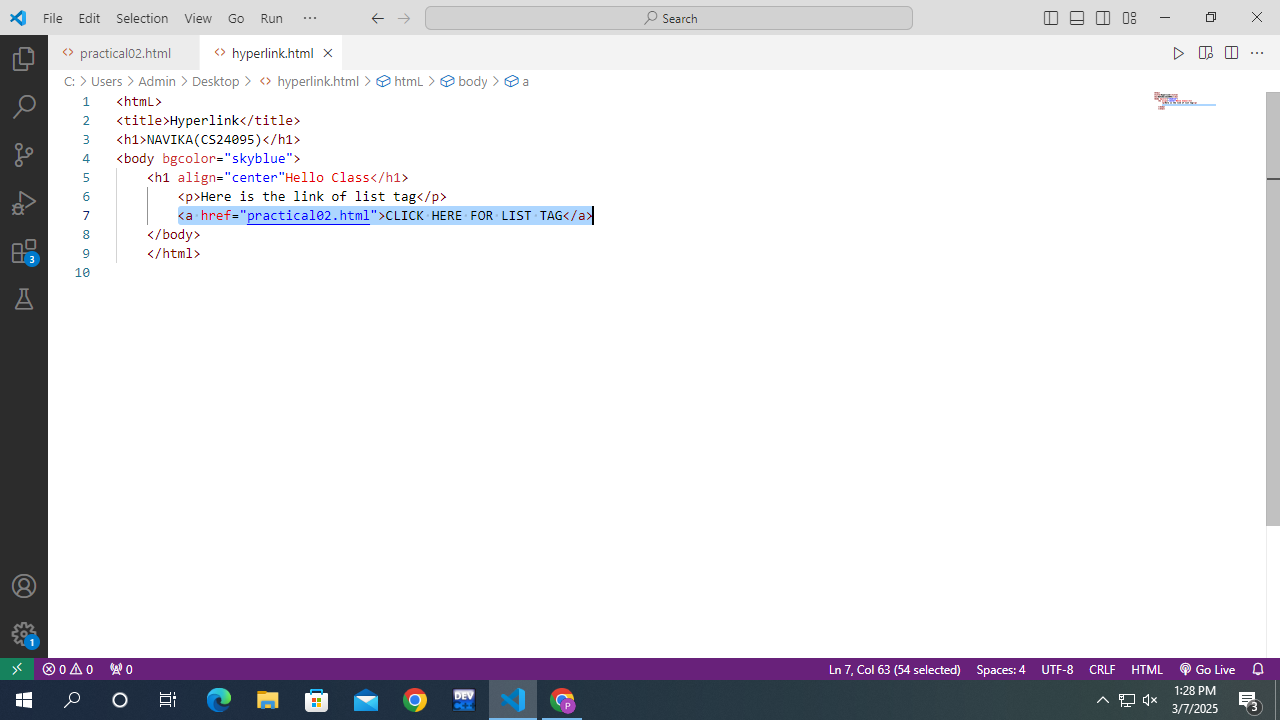 File Edit Selection View Go Run ··· Search
practical02.html hyperlink.html
C: > Users > Admin > Desktop > hyperlink.html > htmL > body > a
1 <htmL>
2 <title>Hyperlink</title>
3 <h1>NAVIKA(CS24095)</h1>
4 <body bgcolor="skyblue">
5 <h1 align="center"Hello Class</h1>
6 <p>Here is the link of list tag</p>
7 <a href="practical02.html">CLICK HERE FOR LIST TAG</a>
8 </body>
9 </html>
10
3
1
0 0 0 Ln 7, Col 63 (54 selected) Spaces: 4 UTF-8 CRLF HTML Go Live
DEV
P
1:28 PM
3/7/2025
3